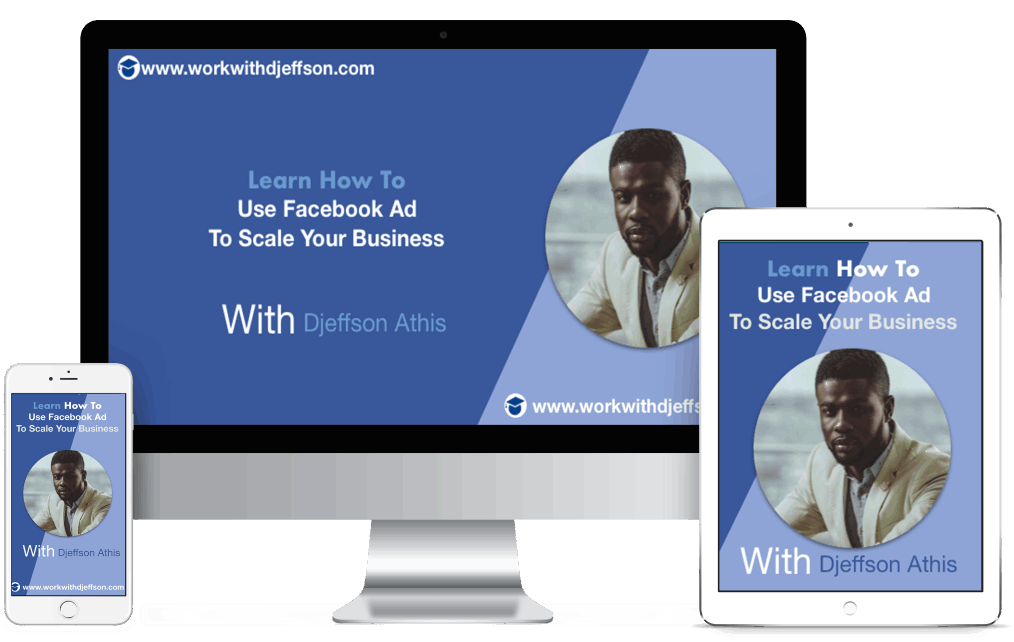 www.workwithdjeffson.com
Learn How To
Use Facebook Ad
To Scale Your Business
With Djeffson Athis
www.workwithdjeffs
Learn How To
Use Facebook Ad
To Scale Your Business
With Djeffson Athis
Learn How To
Use Facebook Ad
To Scale Your Business
With Djeffson Athis
www.workwithdjeffson.com